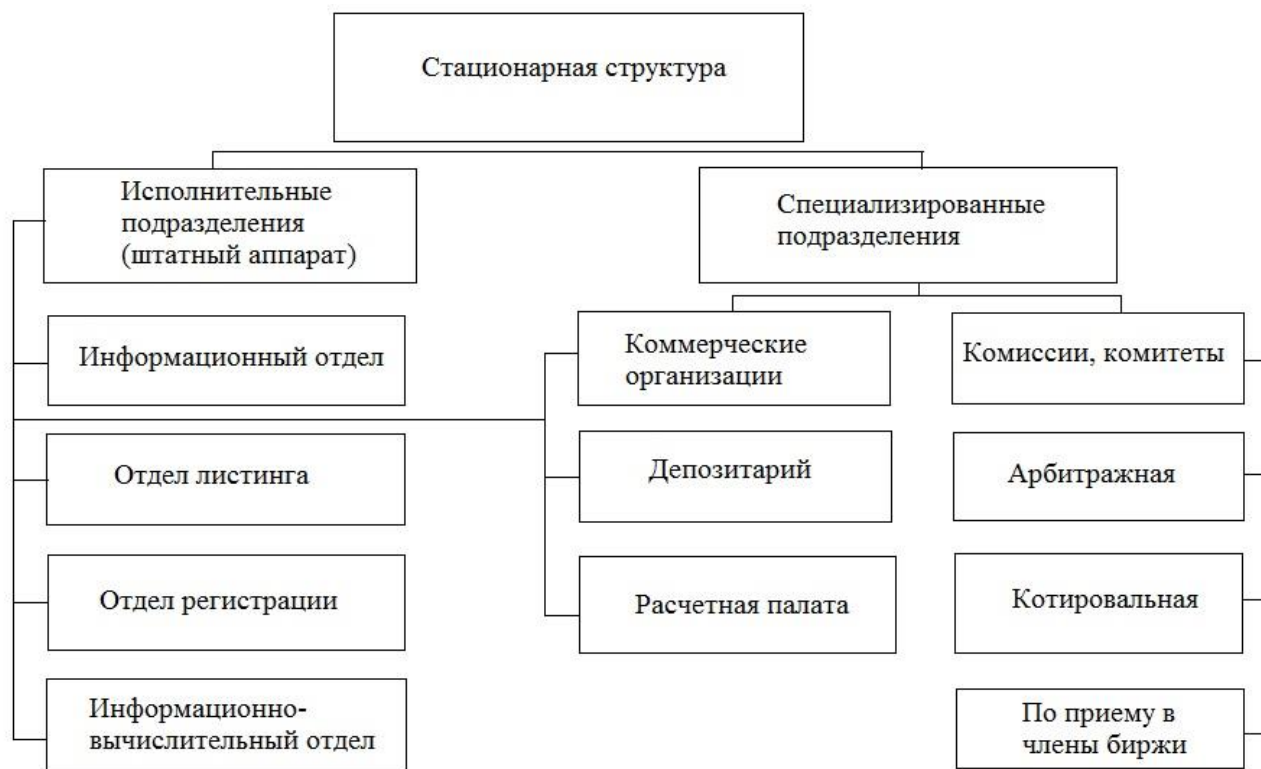 Стационарная структура
Исполнительные
подразделения
(штатный аппарат)
Специализированные
подразделения
Информационный отдел
Коммерческие
организации
Комиссии, комитеты
Отдел листинга
Депозитарий
Арбитражная
Отдел регистрации
Расчетная палата
Котировальная
Информационно-
вычислительный отдел
По приему в
члены биржи